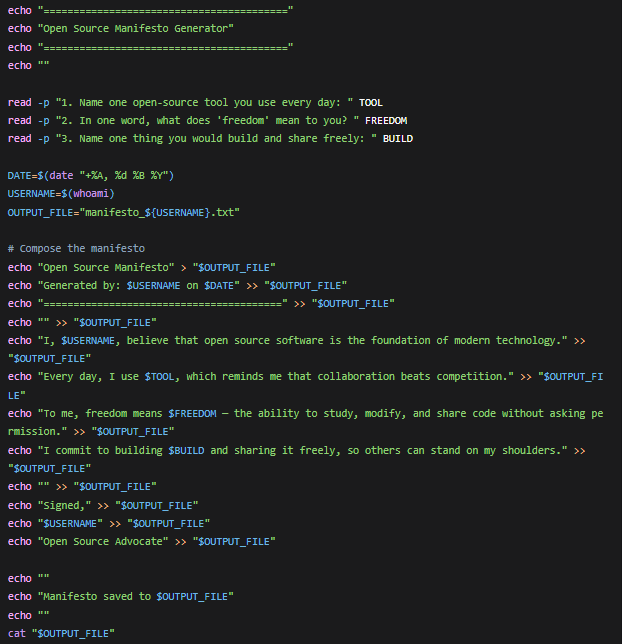 echo "========================================="
echo "Open Source Manifesto Generator"
echo "========================================="
echo ""
read -p "1. Name one open-source tool you use every day: " TOOL
read -p "2. In one word, what does 'freedom' mean to you? " FREEDOM
read -p "3. Name one thing you would build and share freely: " BUILD
DATE=$(date "+%A, %d %B %Y")
USERNAME=$(whoami)
OUTPUT_FILE="manifesto_${USERNAME}.txt"
# Compose the manifesto
echo "Open Source Manifesto" > "$OUTPUT_FILE"
echo "Generated by: $USERNAME on $DATE" >> "$OUTPUT_FILE"
echo "========================================" >> "$OUTPUT_FILE"
echo "" >> "$OUTPUT_FILE"
echo "I, $USERNAME, believe that open source software is the foundation of modern technology." >>
"$OUTPUT_FILE"
echo "Every day, I use $TOOL, which reminds me that collaboration beats competition." >> "$OUTPUT_FI
LE"
echo "To me, freedom means $FREEDOM — the ability to study, modify, and share code without asking pe
rmission." >> "$OUTPUT_FILE"
echo "I commit to building $BUILD and sharing it freely, so others can stand on my shoulders." >>
"$OUTPUT_FILE"
echo "" >> "$OUTPUT_FILE"
echo "Signed," >> "$OUTPUT_FILE"
echo "$USERNAME" >> "$OUTPUT_FILE"
echo "Open Source Advocate" >> "$OUTPUT_FILE"
echo ""
echo "Manifesto saved to $OUTPUT_FILE"
echo ""
cat "$OUTPUT_FILE"